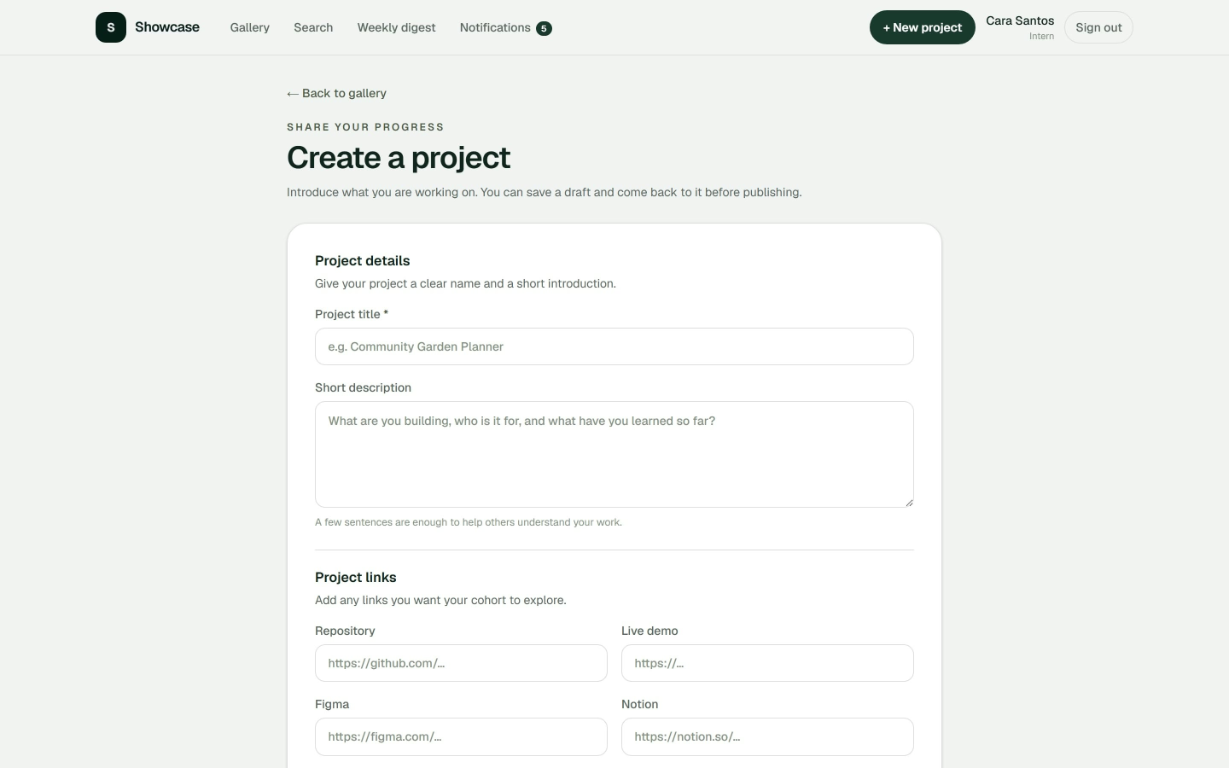 S Showcase Gallery Search Weekly digest Notifications 5 + New project Cara Santos Sign out
Intern
← Back to gallery
SHARE YOUR PROGRESS
Create a project
Introduce what you are working on. You can save a draft and come back to it before publishing.
Project details
Give your project a clear name and a short introduction.
Project title *
e.g. Community Garden Planner
Short description
What are you building, who is it for, and what have you learned so far?
A few sentences are enough to help others understand your work.
Project links
Add any links you want your cohort to explore.
Repository Live demo
https://github.com/… https://…
Figma Notion
https://figma.com/… https://notion.so/…